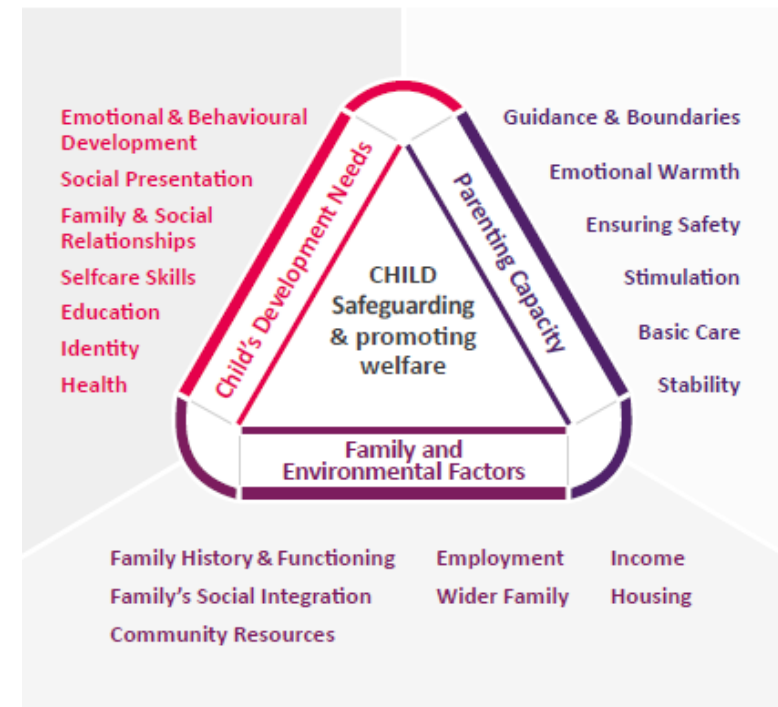 Emotional & Behavioural
Development
Social Presentation
Family & Social
Relationships
Selfcare Skills
Education
Identity
Health
Child's Development Needs
CHILD
Safeguarding
& promoting
welfare
Parenting Capacity
Guidance & Boundaries
Emotional Warmth
Ensuring Safety
Stimulation
Basic Care
Stability
Family and
Environmental Factors
Family History & Functioning
Family's Social Integration
Community Resources
Employment
Wider Family
Income
Housing